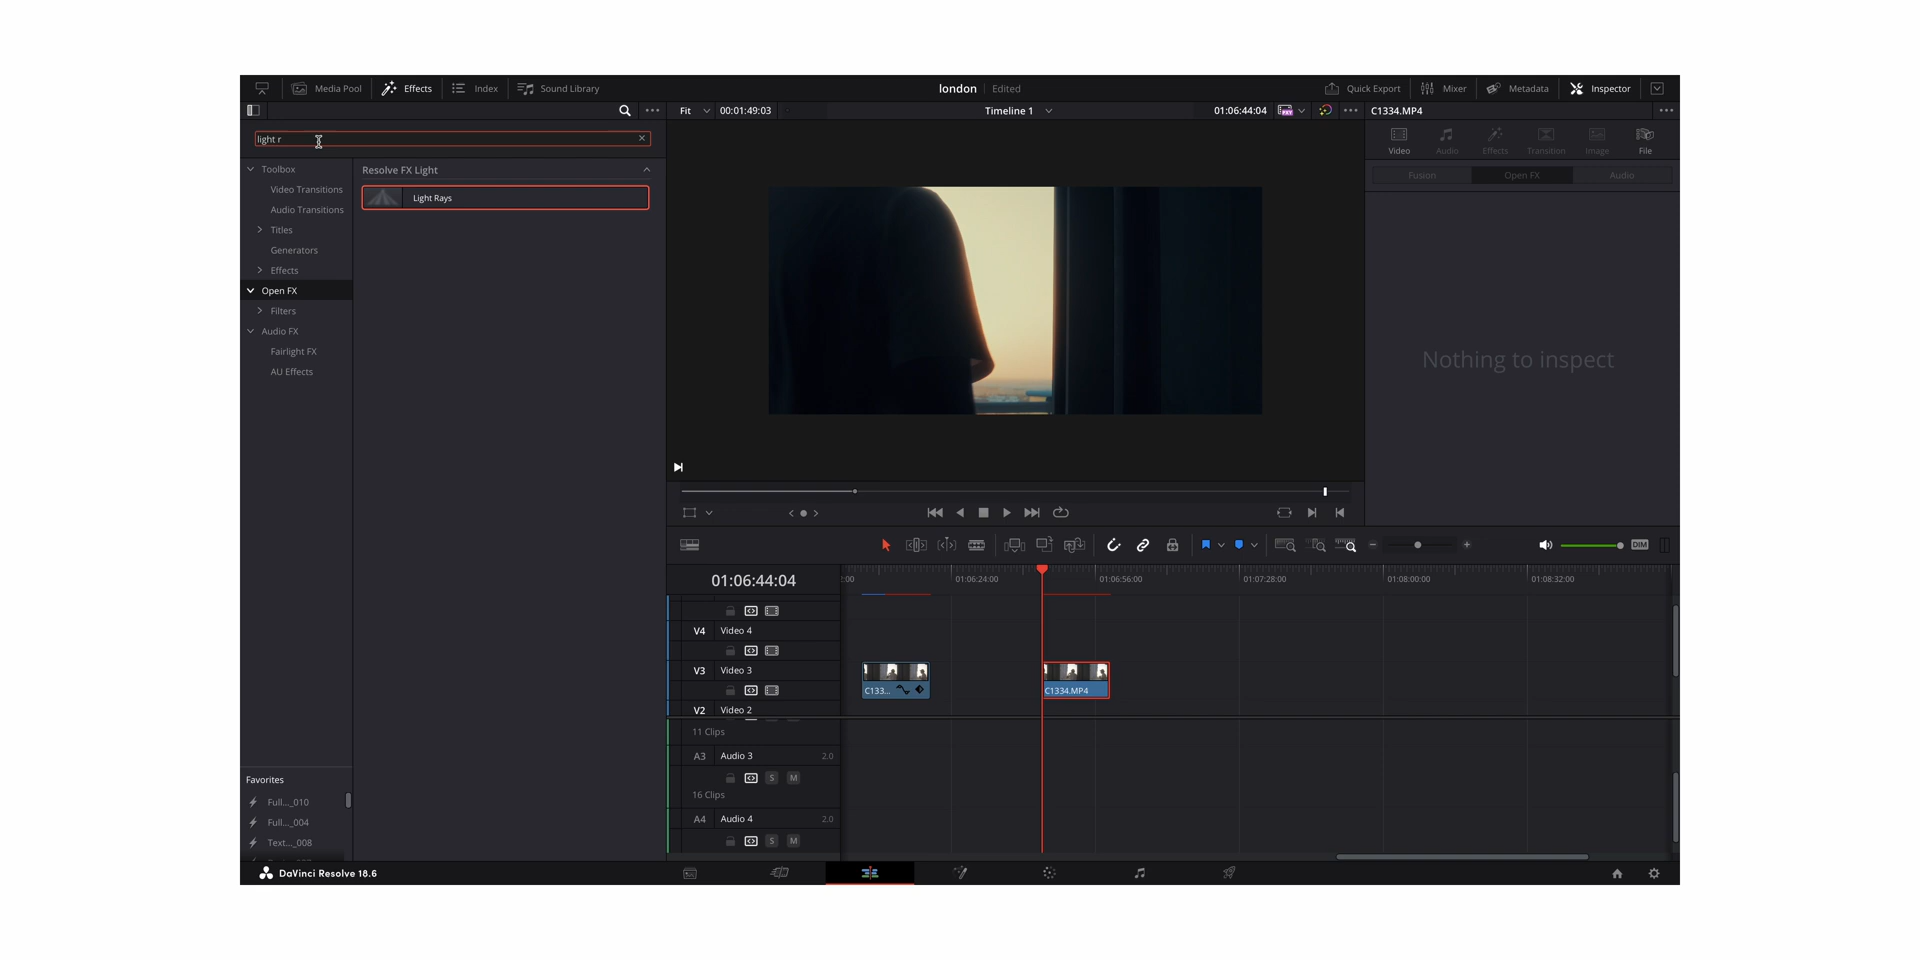 Media Pool
Effects
Index
Sound Library
london
Edited
Quick Export
Mixer
Metadata
Inspector
Fit
00:01:49:03
Timeline 1
01:06:44:04
C1334.MP4
light r
Toolbox
Video Transitions
Audio Transitions
Titles
Generators
Effects
Open FX
Filters
Audio FX
Fairlight FX
AU Effects
Resolve FX Light
Light Rays
Video
Audio
Effects
Transition
Image
File
Fusion
Open FX
Audio
Nothing to inspect
DIM
01:06:44:04
2:00
01:06:24:00
01:06:56:00
01:07:28:00
01:08:00:00
01:08:32:00
V4 Video 4
V3 Video 3
V2 Video 2
C133...
C1334.MP4
11 Clips
A3 Audio 3 2.0
S M
16 Clips
A4 Audio 4 2.0
S M
Favorites
Full..._010
Full..._004
Text..._008
DaVinci Resolve 18.6